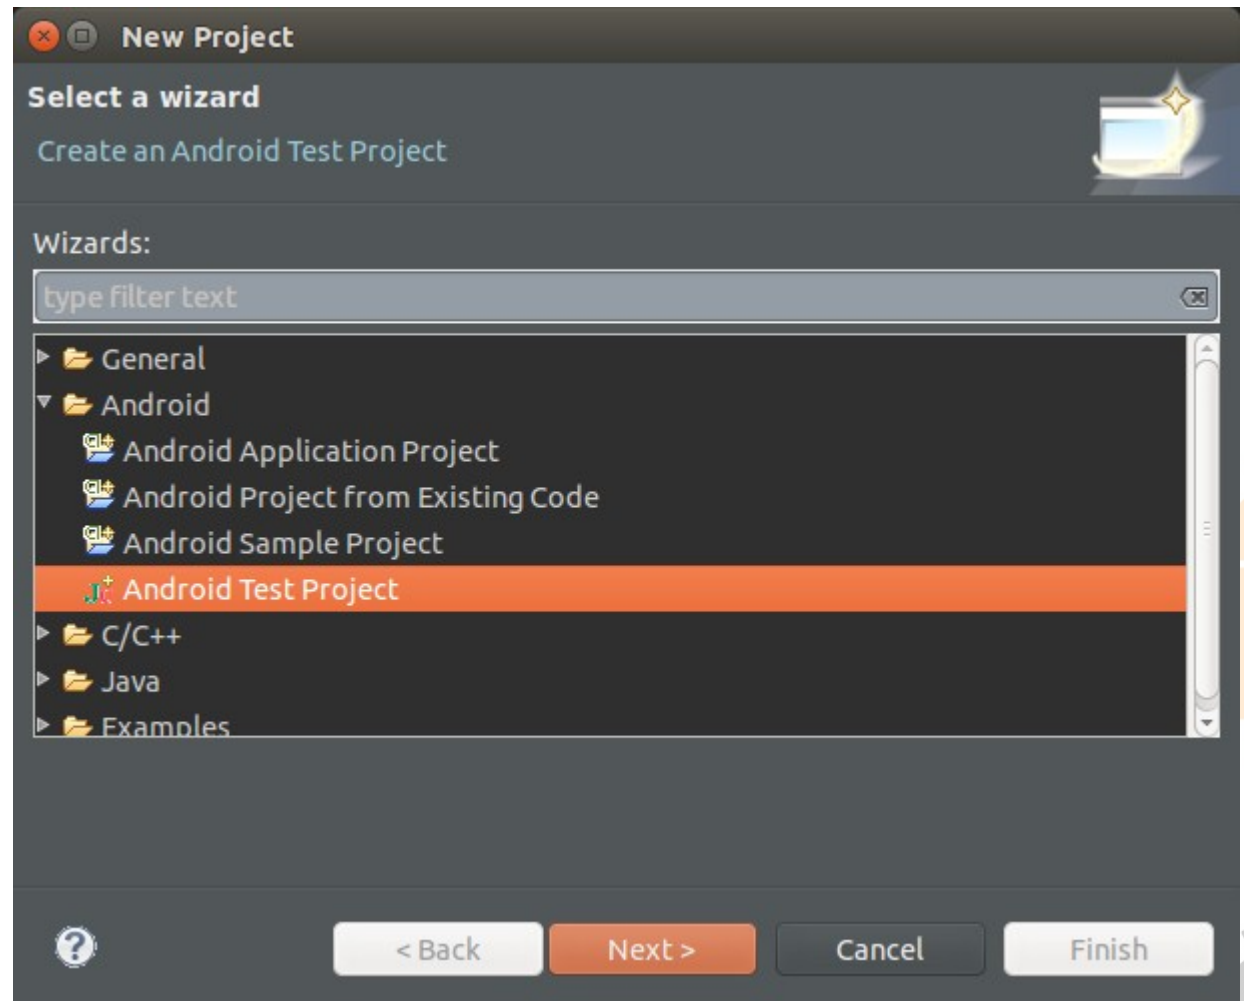 New Project
Select a wizard
Create an Android Test Project
Wizards:
type filter text
General
Android
Android Application Project
Android Project from Existing Code
Android Sample Project
Android Test Project
C/C++
Java
Examples
< Back Next > Cancel Finish